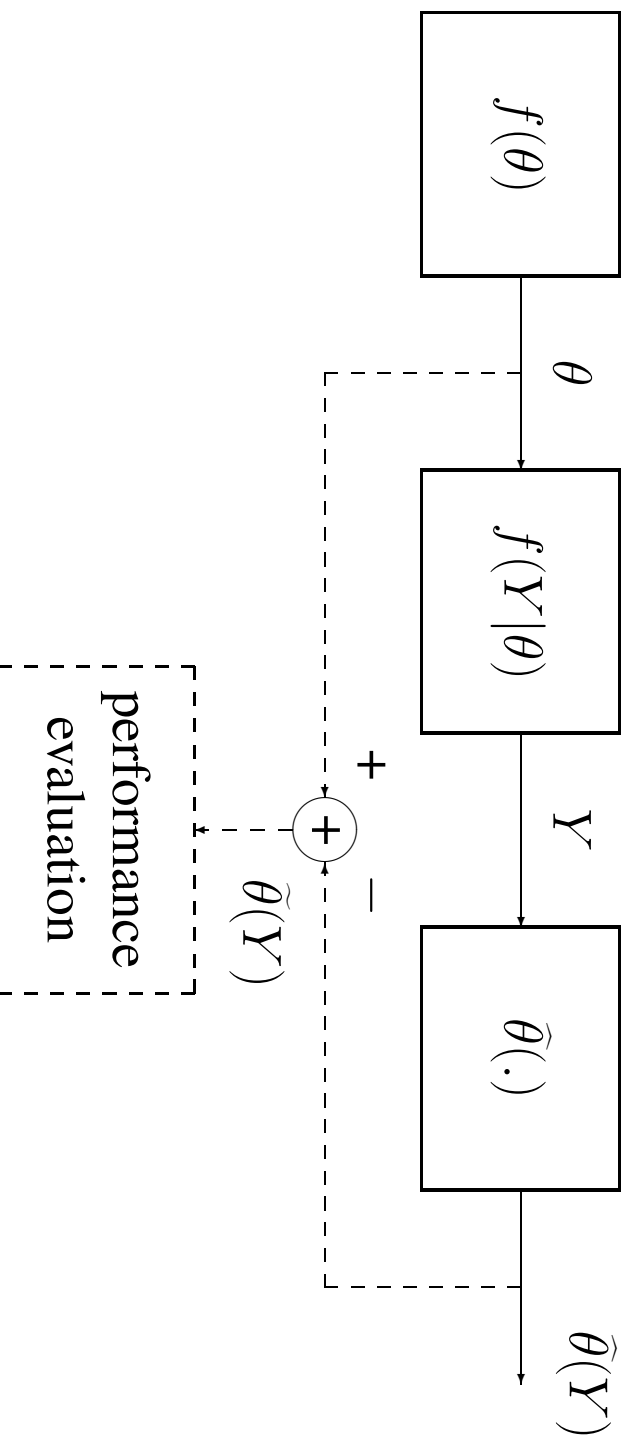 f(θ)
θ
f(Y|θ)
Y
θ̂(.)
θ̂(Y)
+
−
+
θ̃(Y)
performance
evaluation